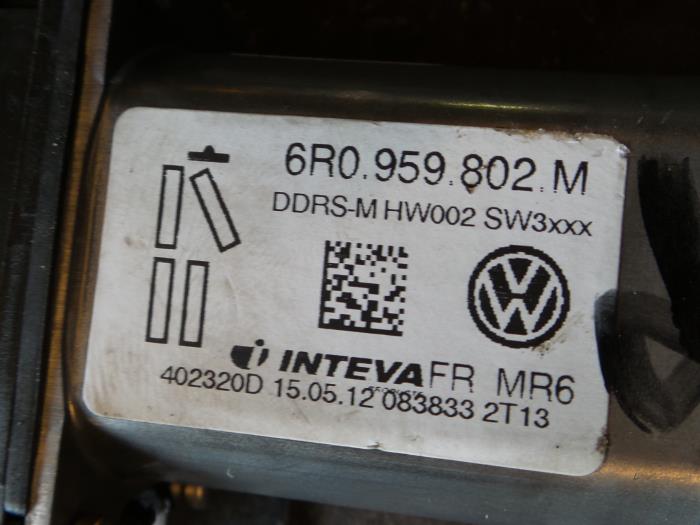 6R0.959.802.M
DDRS-M HW002 SW3xxx
INTEVA FR MR6
402320D 15.05.12 083833 2T13